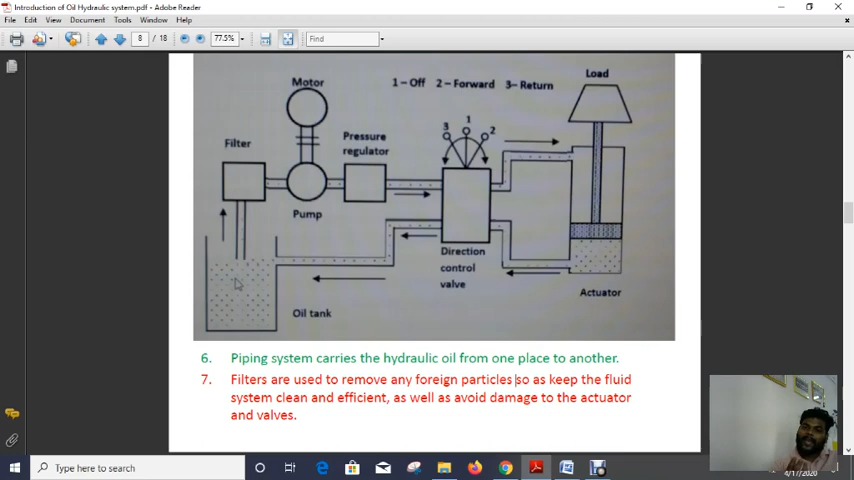 Introduction of Oil Hydraulic system.pdf - Adobe Reader
File Edit View Document Tools Window Help
8 / 18 77.5% Find
Motor
1 – Off 2 – Forward 3– Return
Load
Filter
Pressure
regulator
3 1 2
Pump
Direction
control
valve
Actuator
Oil tank
6. Piping system carries the hydraulic oil from one place to another.
7. Filters are used to remove any foreign particles so as keep the fluid
system clean and efficient, as well as avoid damage to the actuator
and valves.
Type here to search
4/17/2020